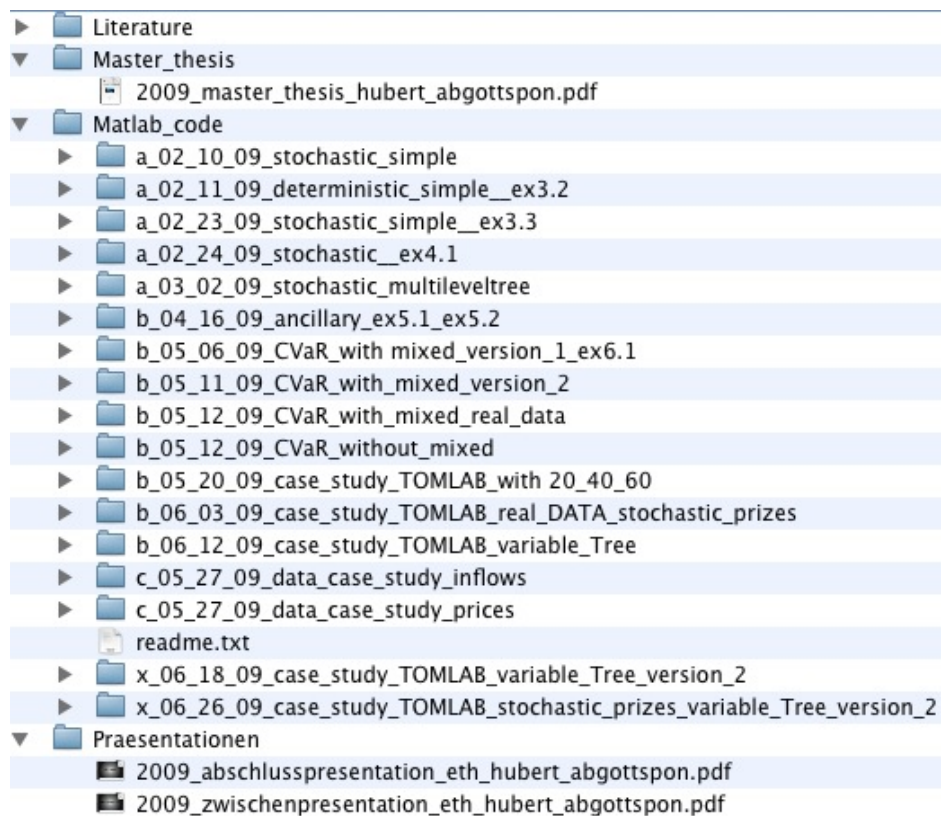 Literature
Master_thesis
2009_master_thesis_hubert_abgottspon.pdf
Matlab_code
a_02_10_09_stochastic_simple
a_02_11_09_deterministic_simple__ex3.2
a_02_23_09_stochastic_simple__ex3.3
a_02_24_09_stochastic__ex4.1
a_03_02_09_stochastic_multileveltree
b_04_16_09_ancillary_ex5.1_ex5.2
b_05_06_09_CVaR_with mixed_version_1_ex6.1
b_05_11_09_CVaR_with_mixed_version_2
b_05_12_09_CVaR_with_mixed_real_data
b_05_12_09_CVaR_without_mixed
b_05_20_09_case_study_TOMLAB_with 20_40_60
b_06_03_09_case_study_TOMLAB_real_DATA_stochastic_prizes
b_06_12_09_case_study_TOMLAB_variable_Tree
c_05_27_09_data_case_study_inflows
c_05_27_09_data_case_study_prices
readme.txt
x_06_18_09_case_study_TOMLAB_variable_Tree_version_2
x_06_26_09_case_study_TOMLAB_stochastic_prizes_variable_Tree_version_2
Praesentationen
2009_abschlusspresentation_eth_hubert_abgottspon.pdf
2009_zwischenpresentation_eth_hubert_abgottspon.pdf